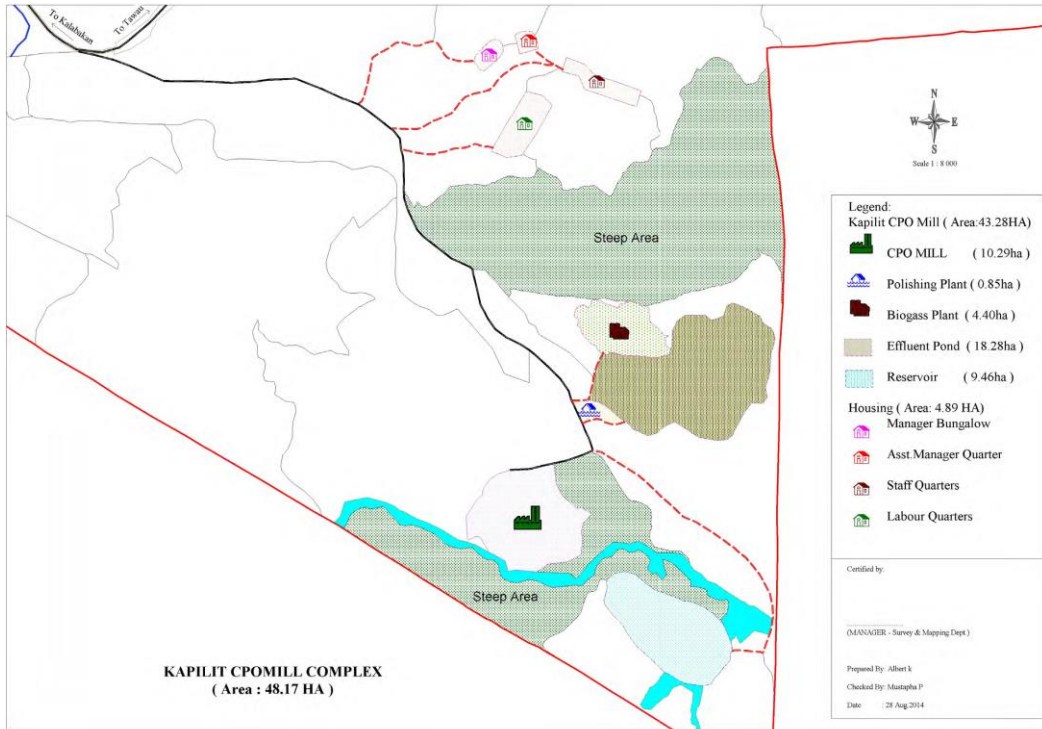 To Kalabakan
To Tawau
N
W E
S
Scale 1 : 8 000
Steep Area
Steep Area
KAPILIT CPOMILL COMPLEX
( Area : 48.17 HA )
Legend:
Kapilit CPO Mill ( Area:43.28HA)
CPO MILL ( 10.29ha )
Polishing Plant ( 0.85ha )
Biogass Plant ( 4.40ha )
Effluent Pond ( 18.28ha )
Reservoir ( 9.46ha )
Housing ( Area: 4.89 HA)
Manager Bungalow
Asst.Manager Quarter
Staff Quarters
Labour Quarters
Certified by:
(MANAGER - Survey & Mapping Dept.)
Prepared By: Albert k
Checked By: Mustapha P
Date : 28 Aug.2014